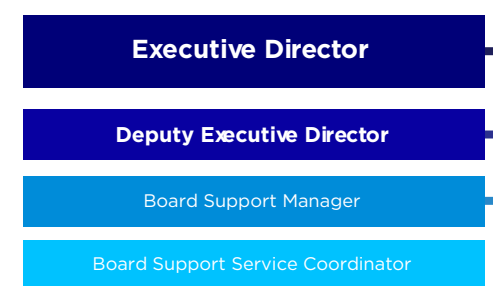 Executive Director
Deputy Executive Director
Board Support Manager
Board Support Service Coordinator